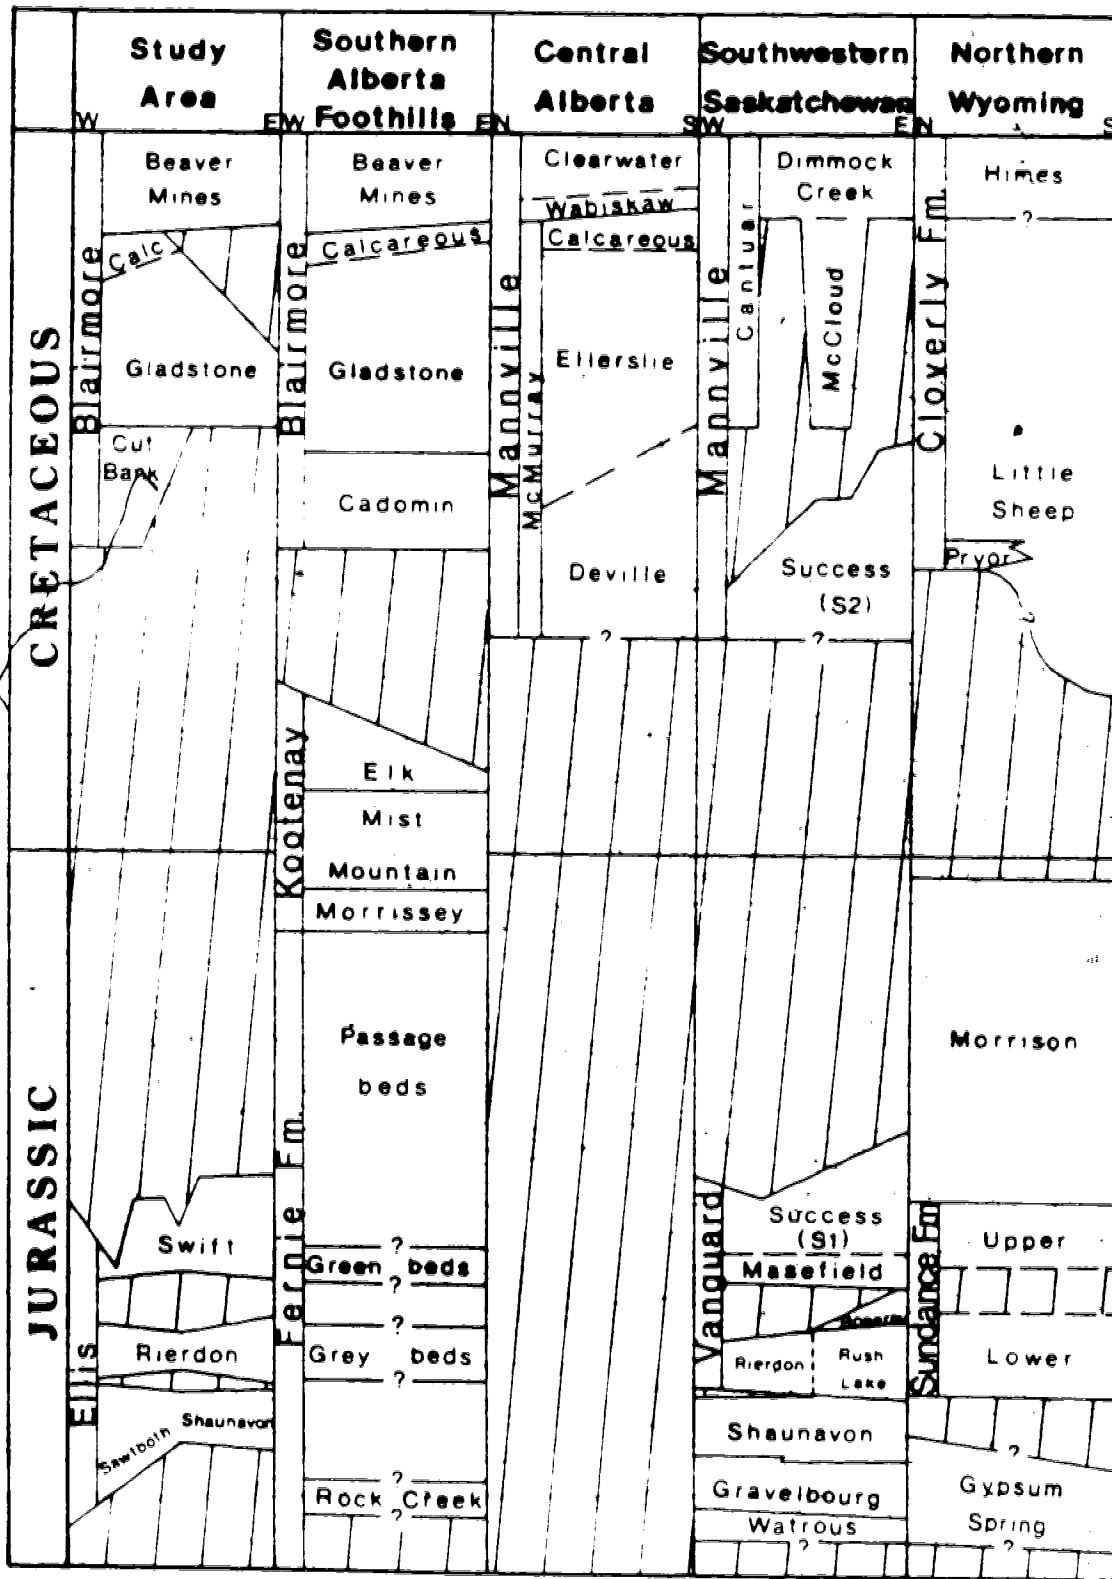 Study
Area
W
E
Southern
Alberta
Foothills
W
E
Central
Alberta
N
S
Southwestern
Saskatchewan
W
E
Northern
Wyoming
N
S
CRETACEOUS
JURASSIC
Blairmore
Beaver
Mines
Calc
Gladstone
Cut
Bank
Ellis
Swift
Rierdon
Shaunavon
Sawtooth
Blairmore
Beaver
Mines
Calcareous
Gladstone
Cadomin
Kootenay
Elk
Mist
Mountain
Morrissey
Fernie Fm.
Passage
beds
?
Green beds
?
?
Grey beds
?
?
Rock Creek
?
Mannville
McMurray
Clearwater
Wabiskaw
Calcareous
Ellerslie
Deville
?
Mannville
Cantuar
Dimmock
Creek
McCloud
Success
(S2)
?
Vanguard
Success
(S1)
Masefield
Rierdon
Rush
Lake
Shaunavon
Gravelbourg
Watrous
?
Cloverly Fm.
Himes
?
Little
Sheep
Pryor
Morrison
Sundance Fm
Upper
Lower
?
Gypsum
Spring
?